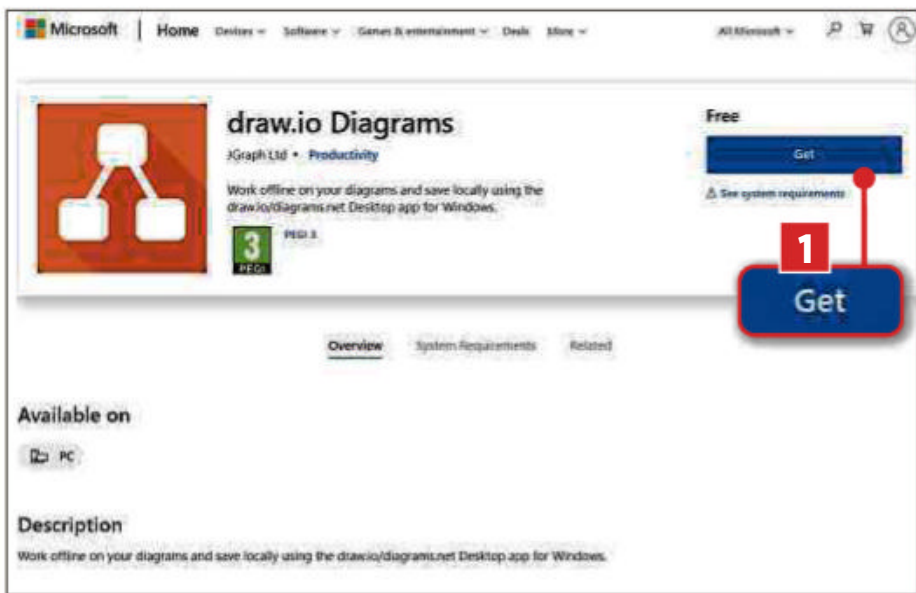 Microsoft | Home Devices Software Games & entertainment Deals More All Microsoft
draw.io Diagrams
JGraph Ltd • Productivity
Work offline on your diagrams and save locally using the
draw.io/diagrams.net Desktop app for Windows.
3
PEGI
PEGI 3
Free
Get
⚠ See system requirements
1
Get
Overview System Requirements Related
Available on
PC
Description
Work offline on your diagrams and save locally using the draw.io/diagrams.net Desktop app for Windows.